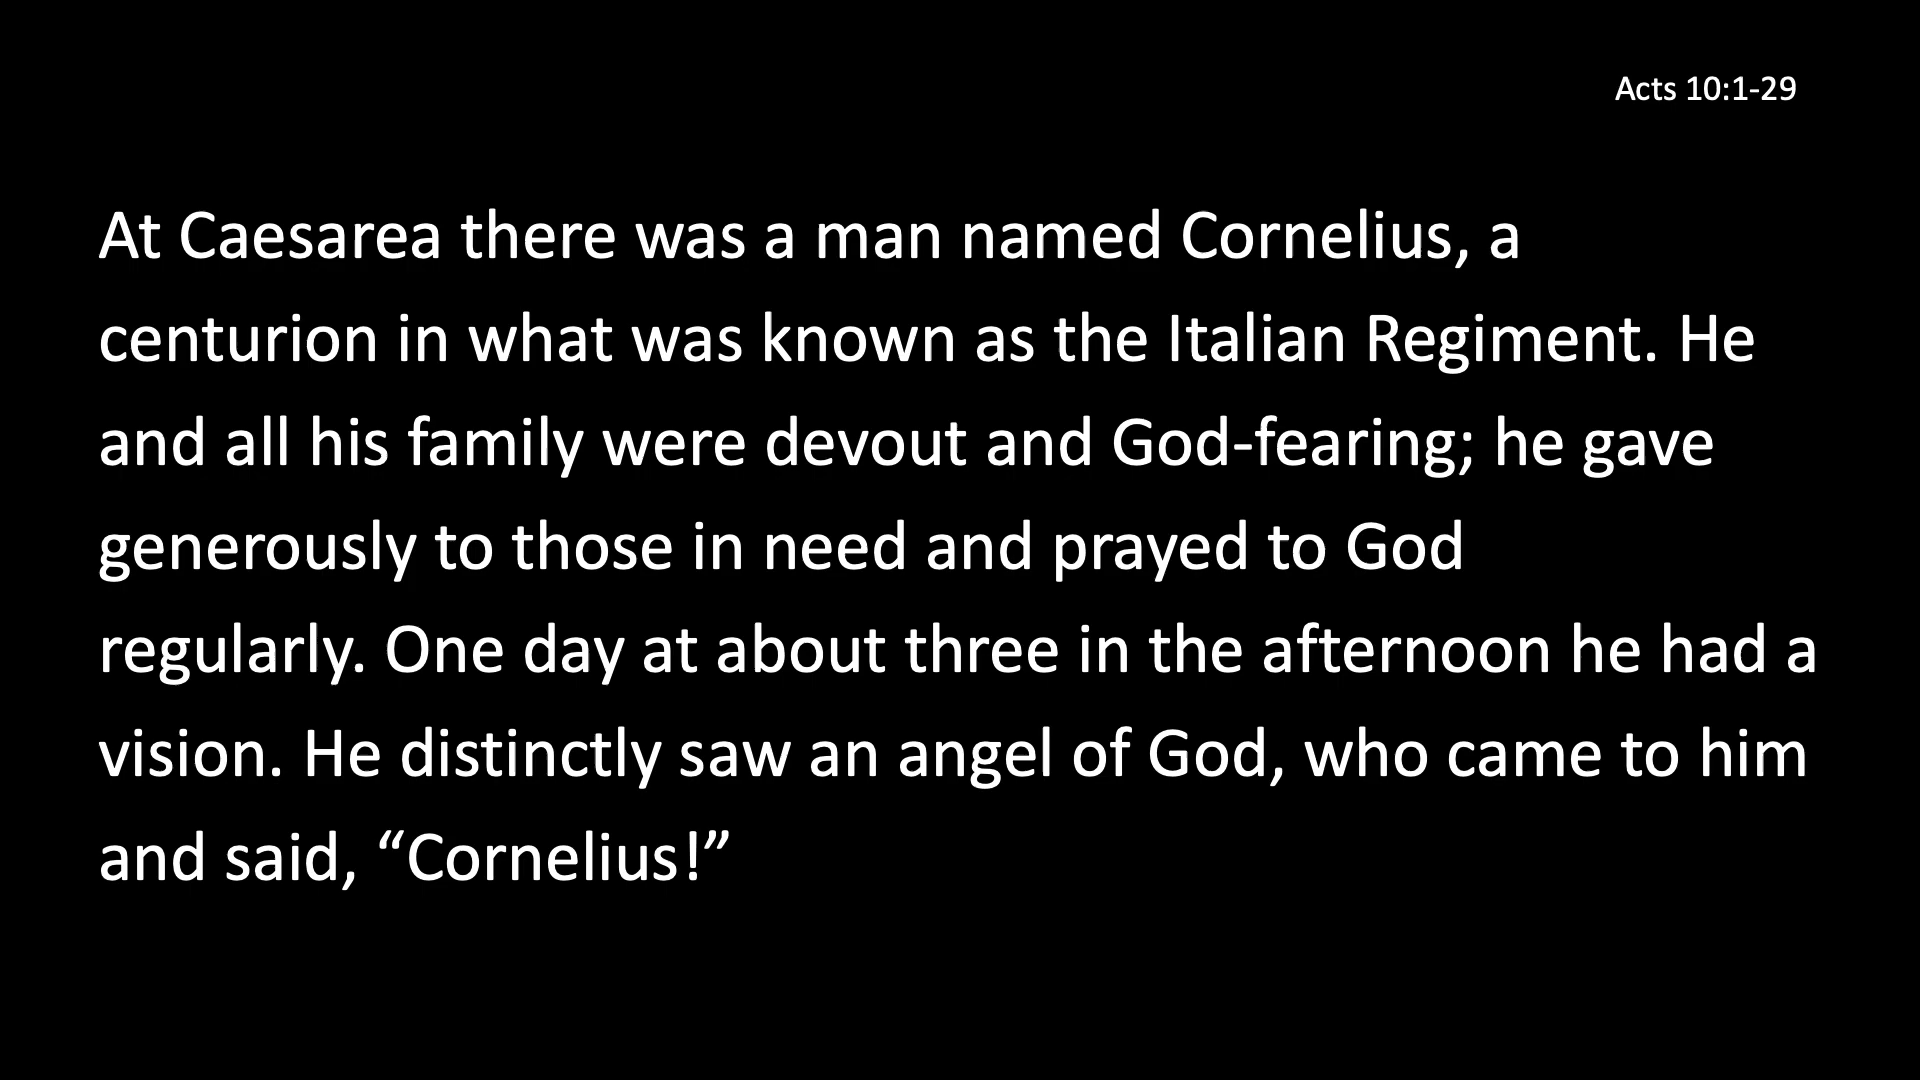 Acts 10:1-29
At Caesarea there was a man named Cornelius, a
centurion in what was known as the Italian Regiment. He
and all his family were devout and God-fearing; he gave
generously to those in need and prayed to God
regularly. One day at about three in the afternoon he had a
vision. He distinctly saw an angel of God, who came to him
and said, “Cornelius!”